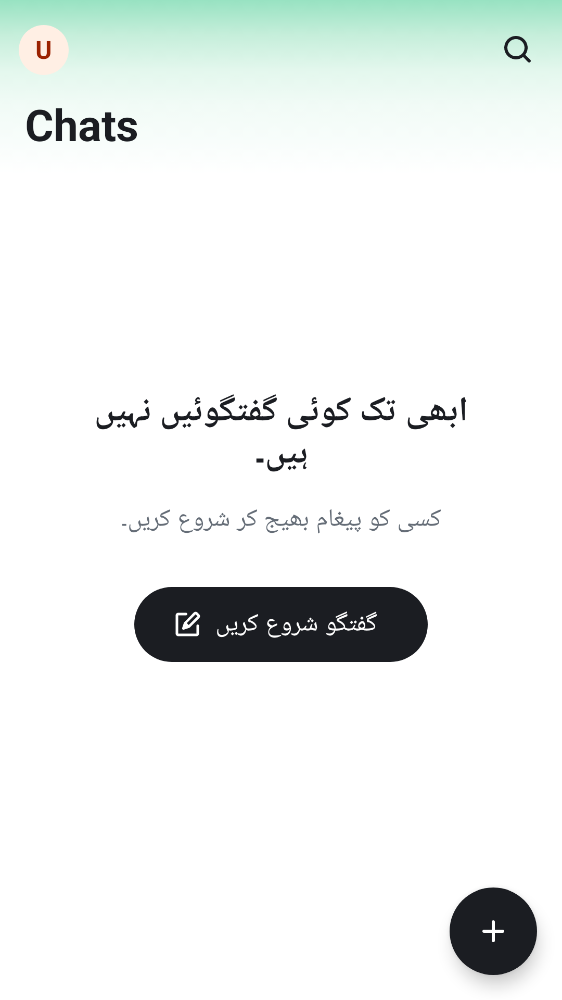 U
Chats
ابھی تک کوئی گفتگوئیں نہیں
ہیں۔
کسی کو پیغام بھیج کر شروع کریں۔
گفتگو شروع کریں